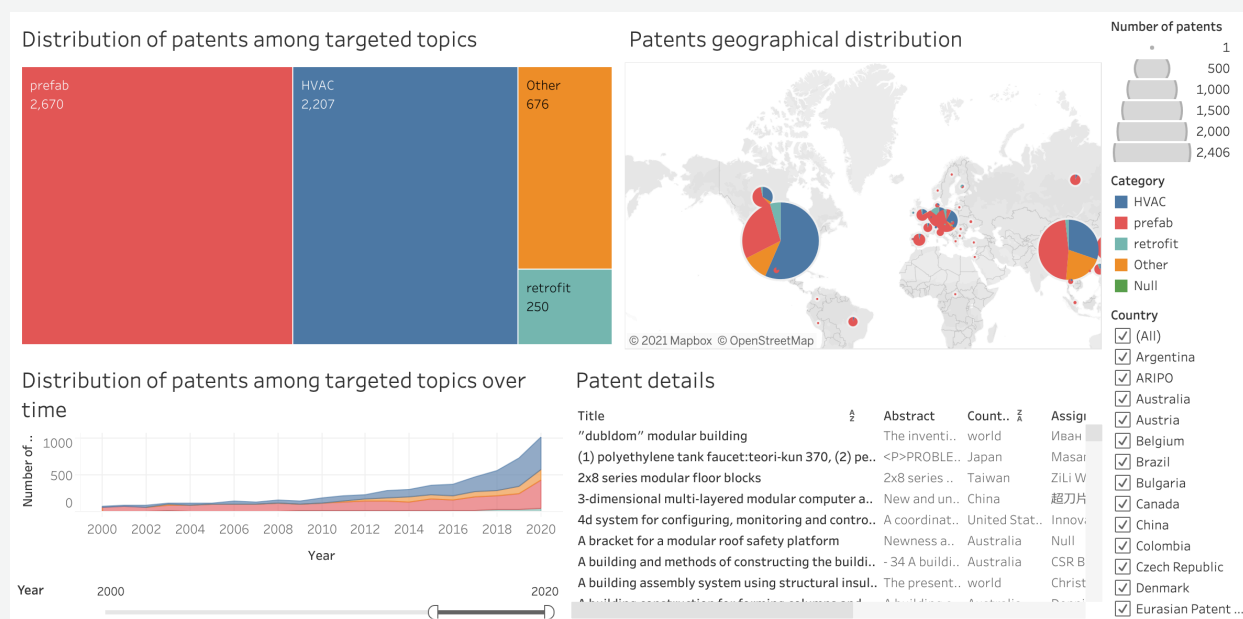 Distribution of patents among targeted topics
prefab
2,670
HVAC
2,207
Other
676
retrofit
250
Patents geographical distribution
© 2021 Mapbox © OpenStreetMap
Number of patents
1
500
1,000
1,500
2,000
2,406
Category
HVAC
prefab
retrofit
Other
Null
Country
(All)
Argentina
ARIPO
Australia
Austria
Belgium
Brazil
Bulgaria
Canada
China
Colombia
Czech Republic
Denmark
Eurasian Patent ...
Distribution of patents among targeted topics over
time
Number of ..
1000
500
0
2000 2002 2004 2006 2008 2010 2012 2014 2016 2018 2020
Year
Year
2000
2020
Patent details
Title Abstract Count.. Assig
"dubldom" modular building The inventi.. world Иван
(1) polyethylene tank faucet:teori-kun 370, (2) pe.. <P>PROBLE.. Japan Masar
2x8 series modular floor blocks 2x8 series .. Taiwan ZiLi W
3-dimensional multi-layered modular computer a.. New and un.. China 超刀片
4d system for configuring, monitoring and contro.. A coordinat.. United Stat.. Innov
A bracket for a modular roof safety platform Newness a.. Australia Null
A building and methods of constructing the buildi.. - 34 A buildi.. Australia CSR B
A building assembly system using structural insul.. The present.. world Christ